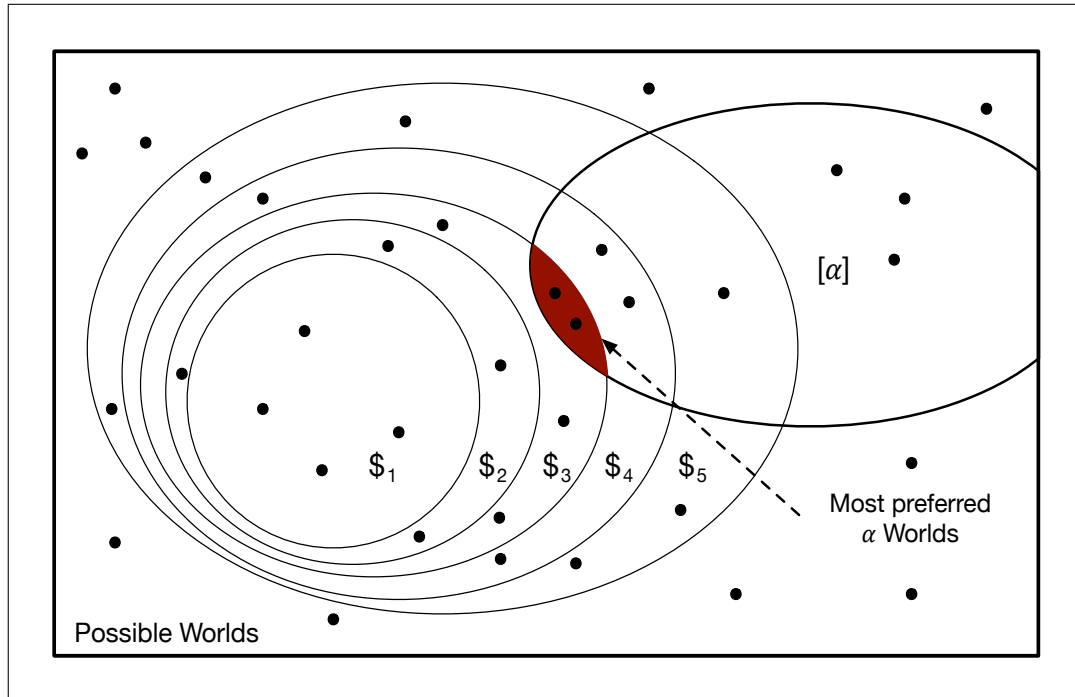 [α]
$₁ $₂ $₃ $₄ $₅
Most preferred
α Worlds
Possible Worlds